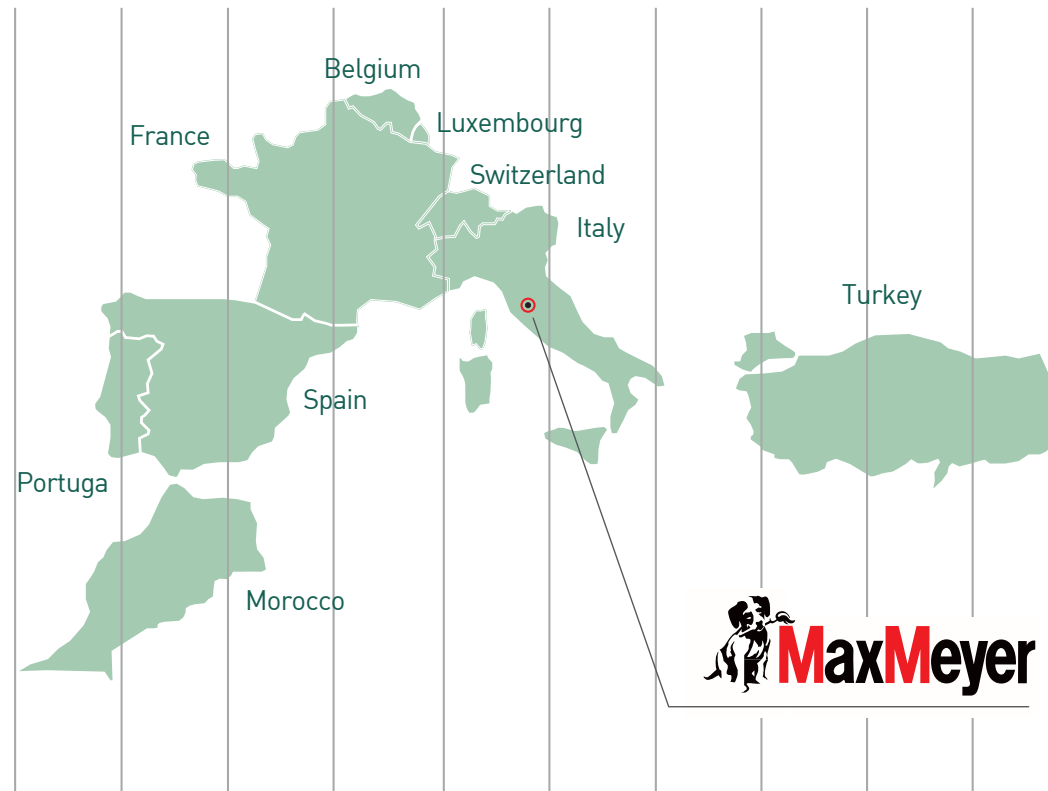 Belgium
Luxembourg
France
Switzerland
Italy
Turkey
Spain
Portuga
Morocco
MaxMeyer